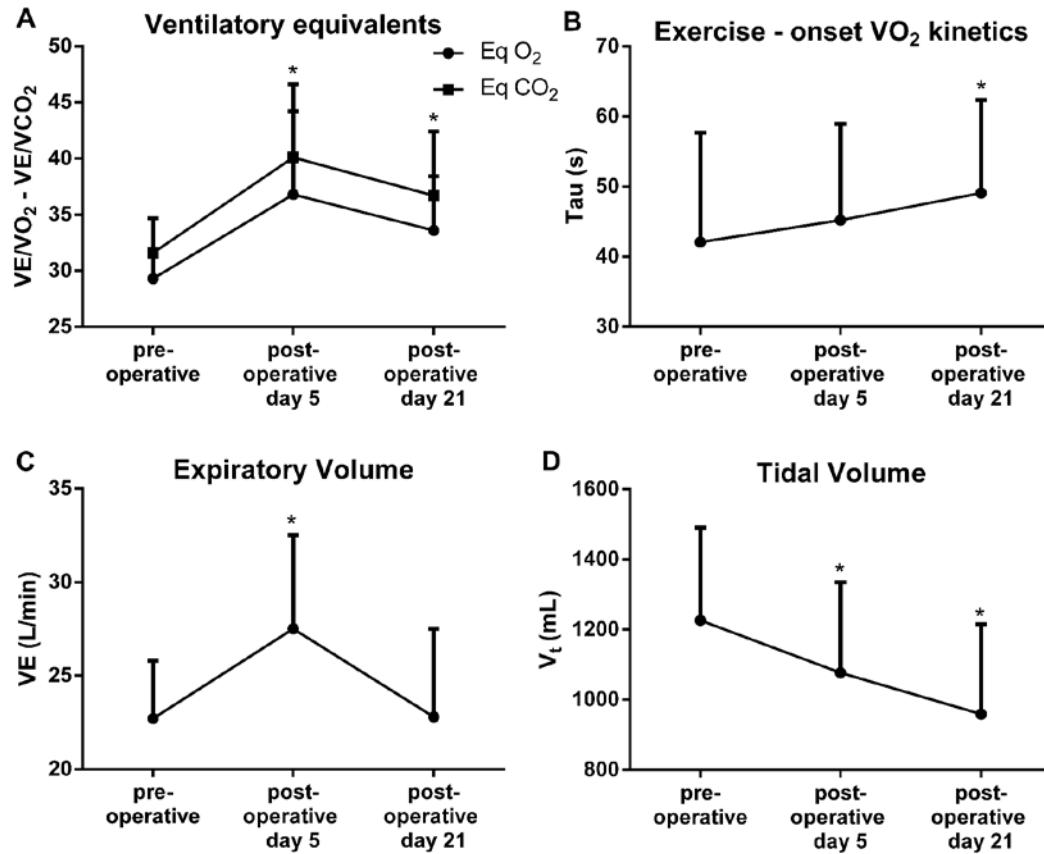 A
Ventilatory equivalents
Eq O₂
Eq CO₂
VE/VO₂ - VE/VCO₂
50
45
40
35
30
25
*
*
pre-
operative
post-
operative
day 5
post-
operative
day 21
B
Exercise - onset VO₂ kinetics
Tau (s)
70
60
50
40
30
*
pre-
operative
post-
operative
day 5
post-
operative
day 21
C
Expiratory Volume
VE (L/min)
35
30
25
20
*
pre-
operative
post-
operative
day 5
post-
operative
day 21
D
Tidal Volume
Vₜ (mL)
1600
1400
1200
1000
800
*
*
pre-
operative
post-
operative
day 5
post-
operative
day 21